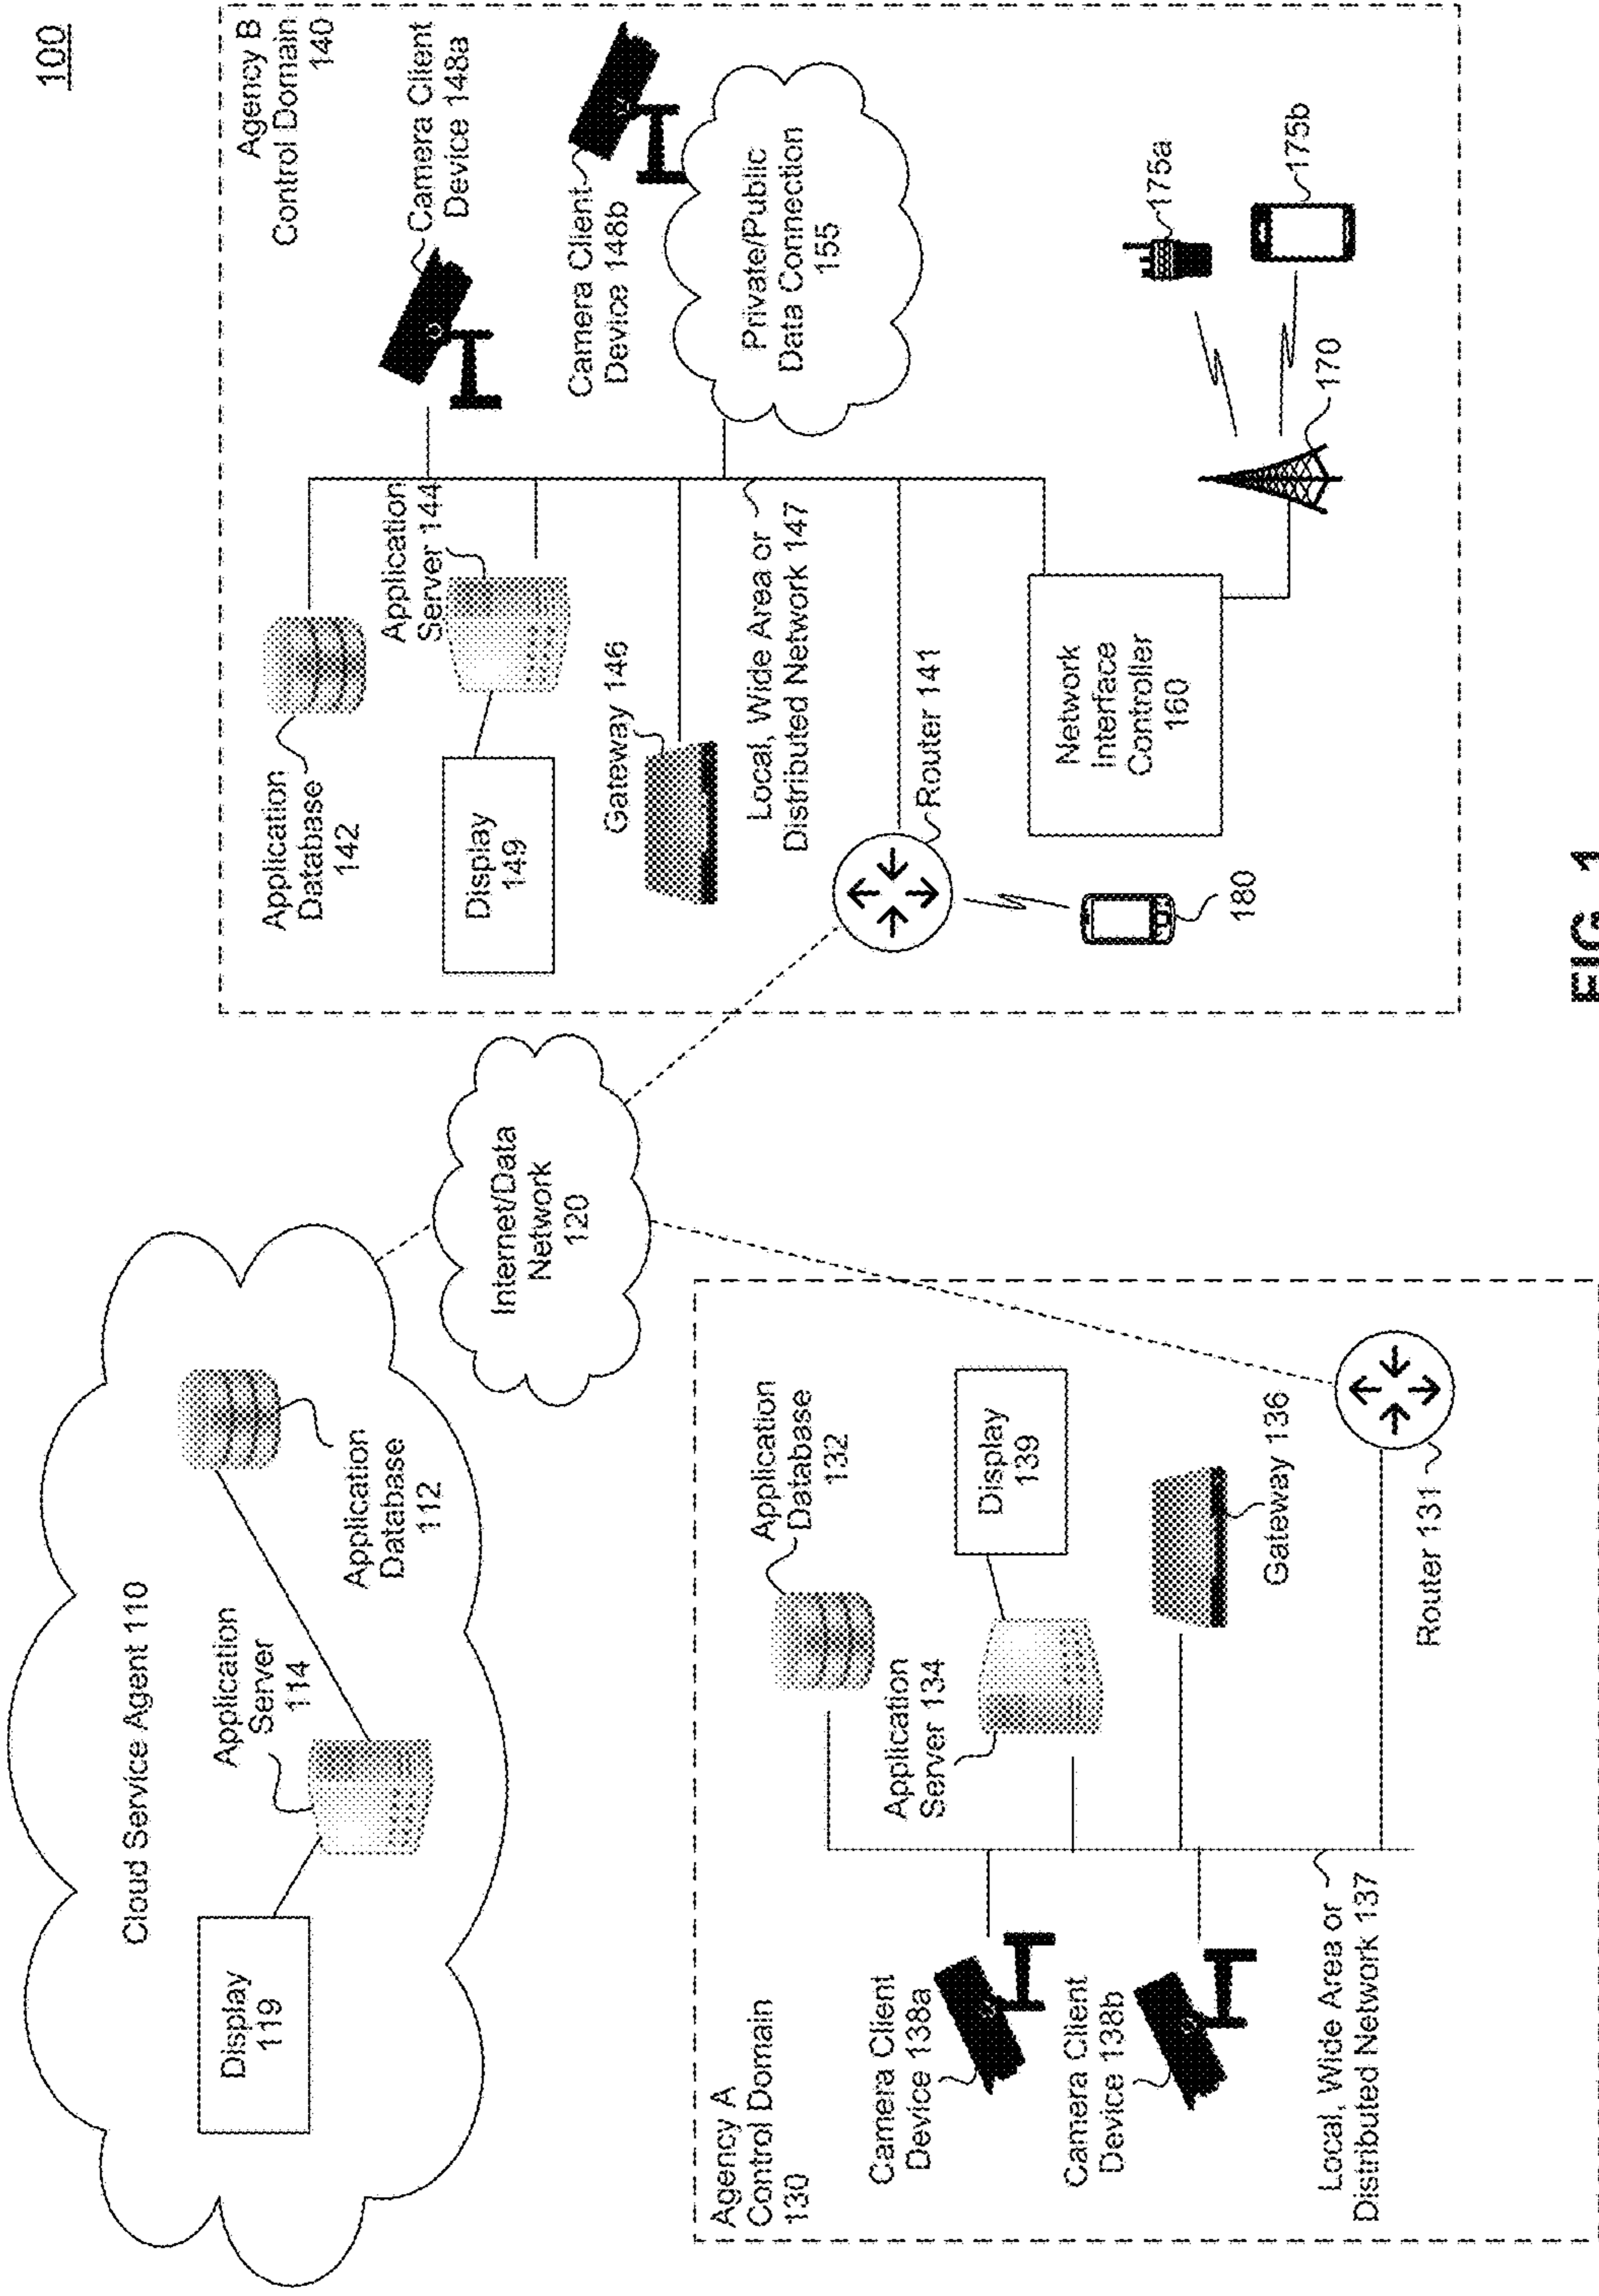 100
Cloud Service Agent 110
Display
119
Application
Server
114
Application
Database
112
Internet/Data
Network
120
Agency A
Control Domain
130
Camera Client
Device 138a
Camera Client
Device 138b
Local, Wide Area or
Distributed Network 137
Application
Database
132
Application
Server 134
Display
139
Gateway 136
Router 131
Agency B
Control Domain
140
Application
Database
142
Application
Server 144
Display
149
Gateway 146
Local, Wide Area or
Distributed Network 147
Router 141
180
Network
Interface
Controller
160
Camera Client
Device 148a
Camera Client
Device 148b
Private/Public
Data Connection
155
175a
175b
170
FIG. 1